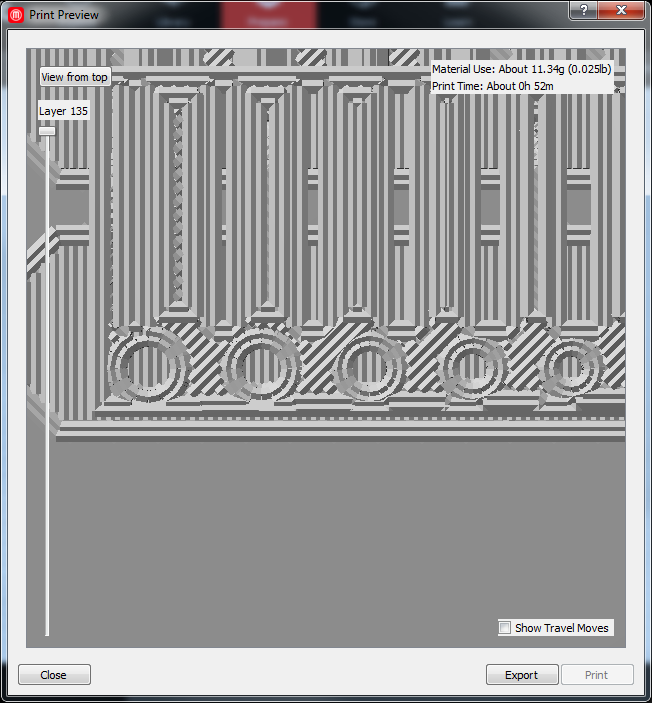 Print Preview
View from top
Material Use: About 11.34g (0.025lb)
Print Time: About 0h 52m
Layer 135
Show Travel Moves
Close
Export
Print